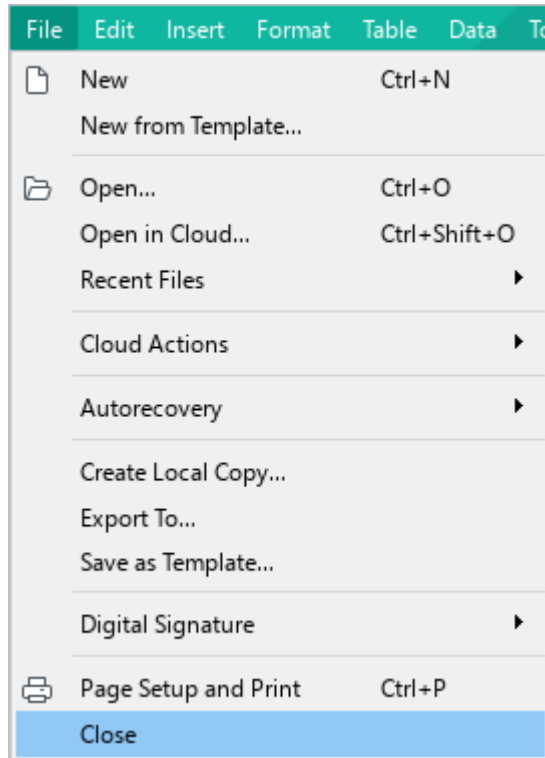 File Edit Insert Format Table Data
New Ctrl+N
New from Template...
Open... Ctrl+O
Open in Cloud... Ctrl+Shift+O
Recent Files
Cloud Actions
Autorecovery
Create Local Copy...
Export To...
Save as Template...
Digital Signature
Page Setup and Print Ctrl+P
Close